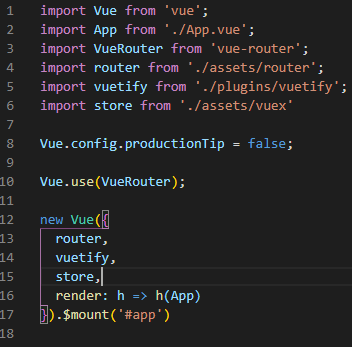 1 import Vue from 'vue';
2 import App from './App.vue';
3 import VueRouter from 'vue-router';
4 import router from './assets/router';
5 import vuetify from './plugins/vuetify';
6 import store from './assets/vuex'
7
8 Vue.config.productionTip = false;
9
10 Vue.use(VueRouter);
11
12 new Vue({
13   router,
14   vuetify,
15   store,
16   render: h => h(App)
17 }).$mount('#app')
18